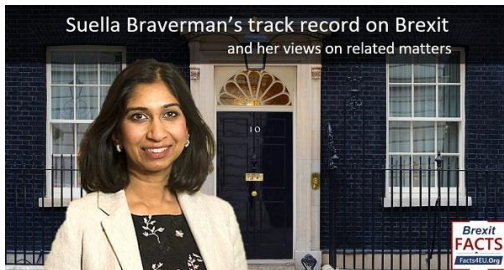 Suella Braverman's track record on Brexit
and her views on related matters
10
Brexit
FACTS
Facts4EU.Org